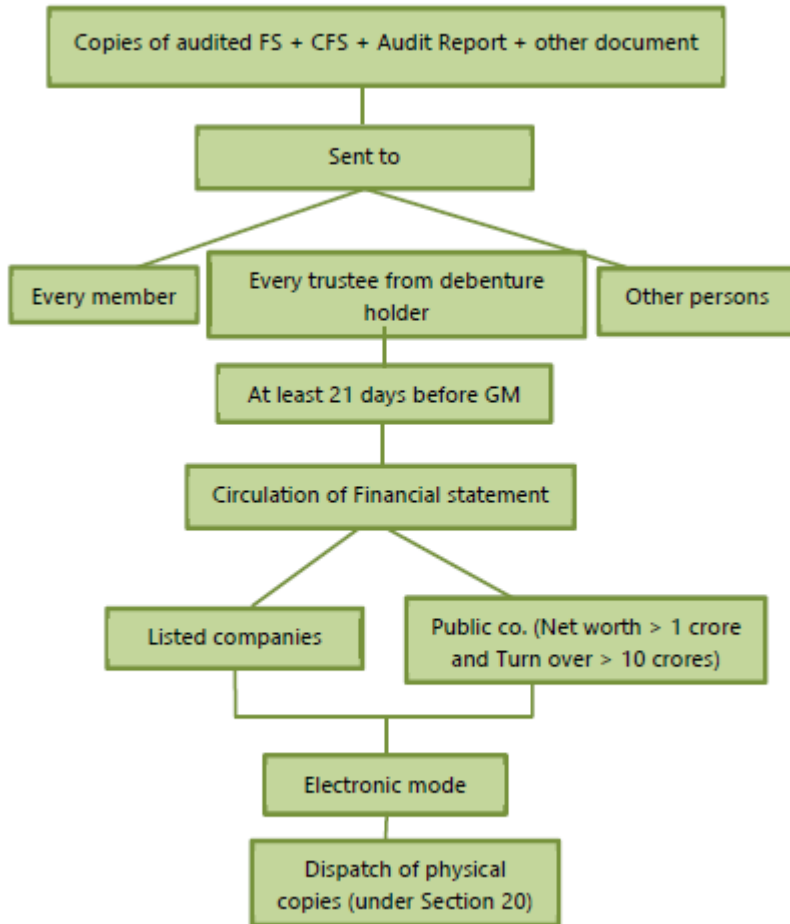 Copies of audited FS + CFS + Audit Report + other document
Sent to
Every member
Every trustee from debenture
holder
Other persons
At least 21 days before GM
Circulation of Financial statement
Listed companies
Public co. (Net worth > 1 crore
and Turn over > 10 crores)
Electronic mode
Dispatch of physical
copies (under Section 20)